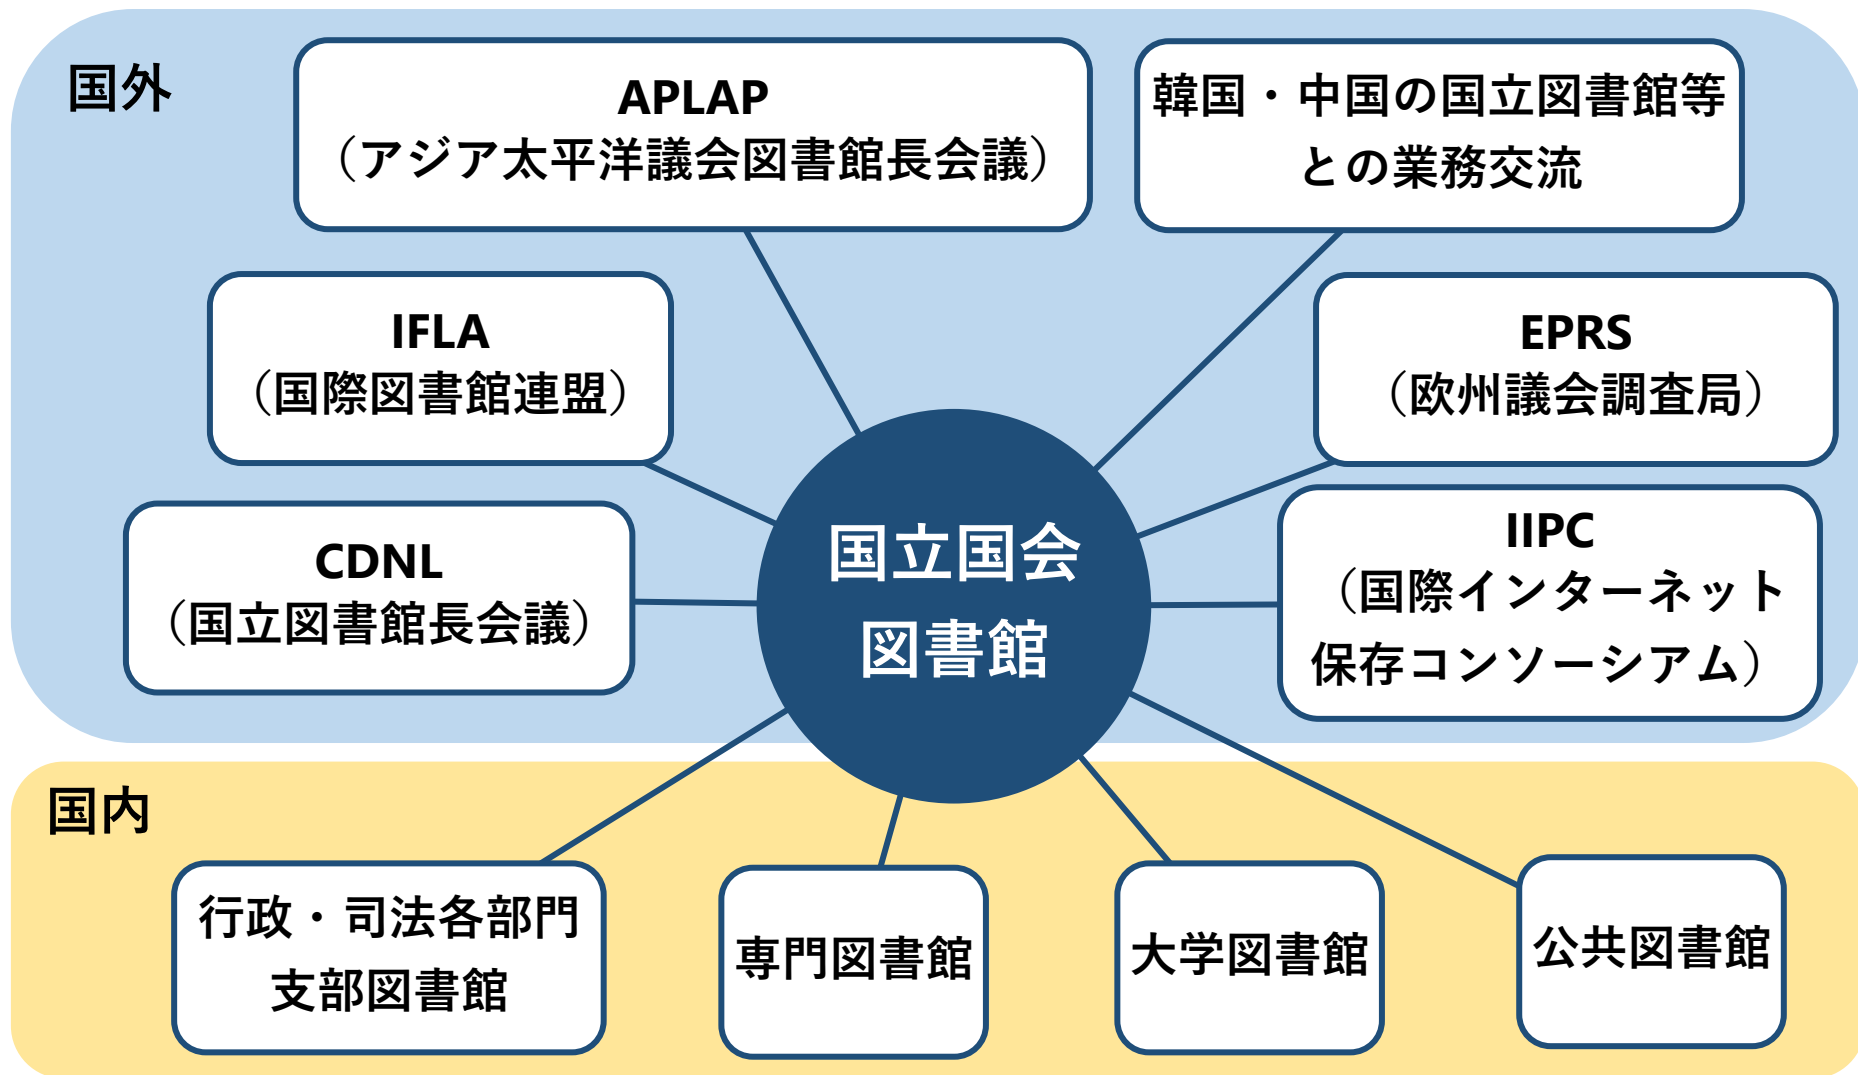 国外
APLAP
（アジア太平洋議会図書館長会議）
韓国・中国の国立図書館等
との業務交流
IFLA
（国際図書館連盟）
EPRS
（欧州議会調査局）
CDNL
（国立図書館長会議）
国立国会
図書館
IIPC
（国際インターネット
保存コンソーシアム）
国内
行政・司法各部門
支部図書館
専門図書館
大学図書館
公共図書館